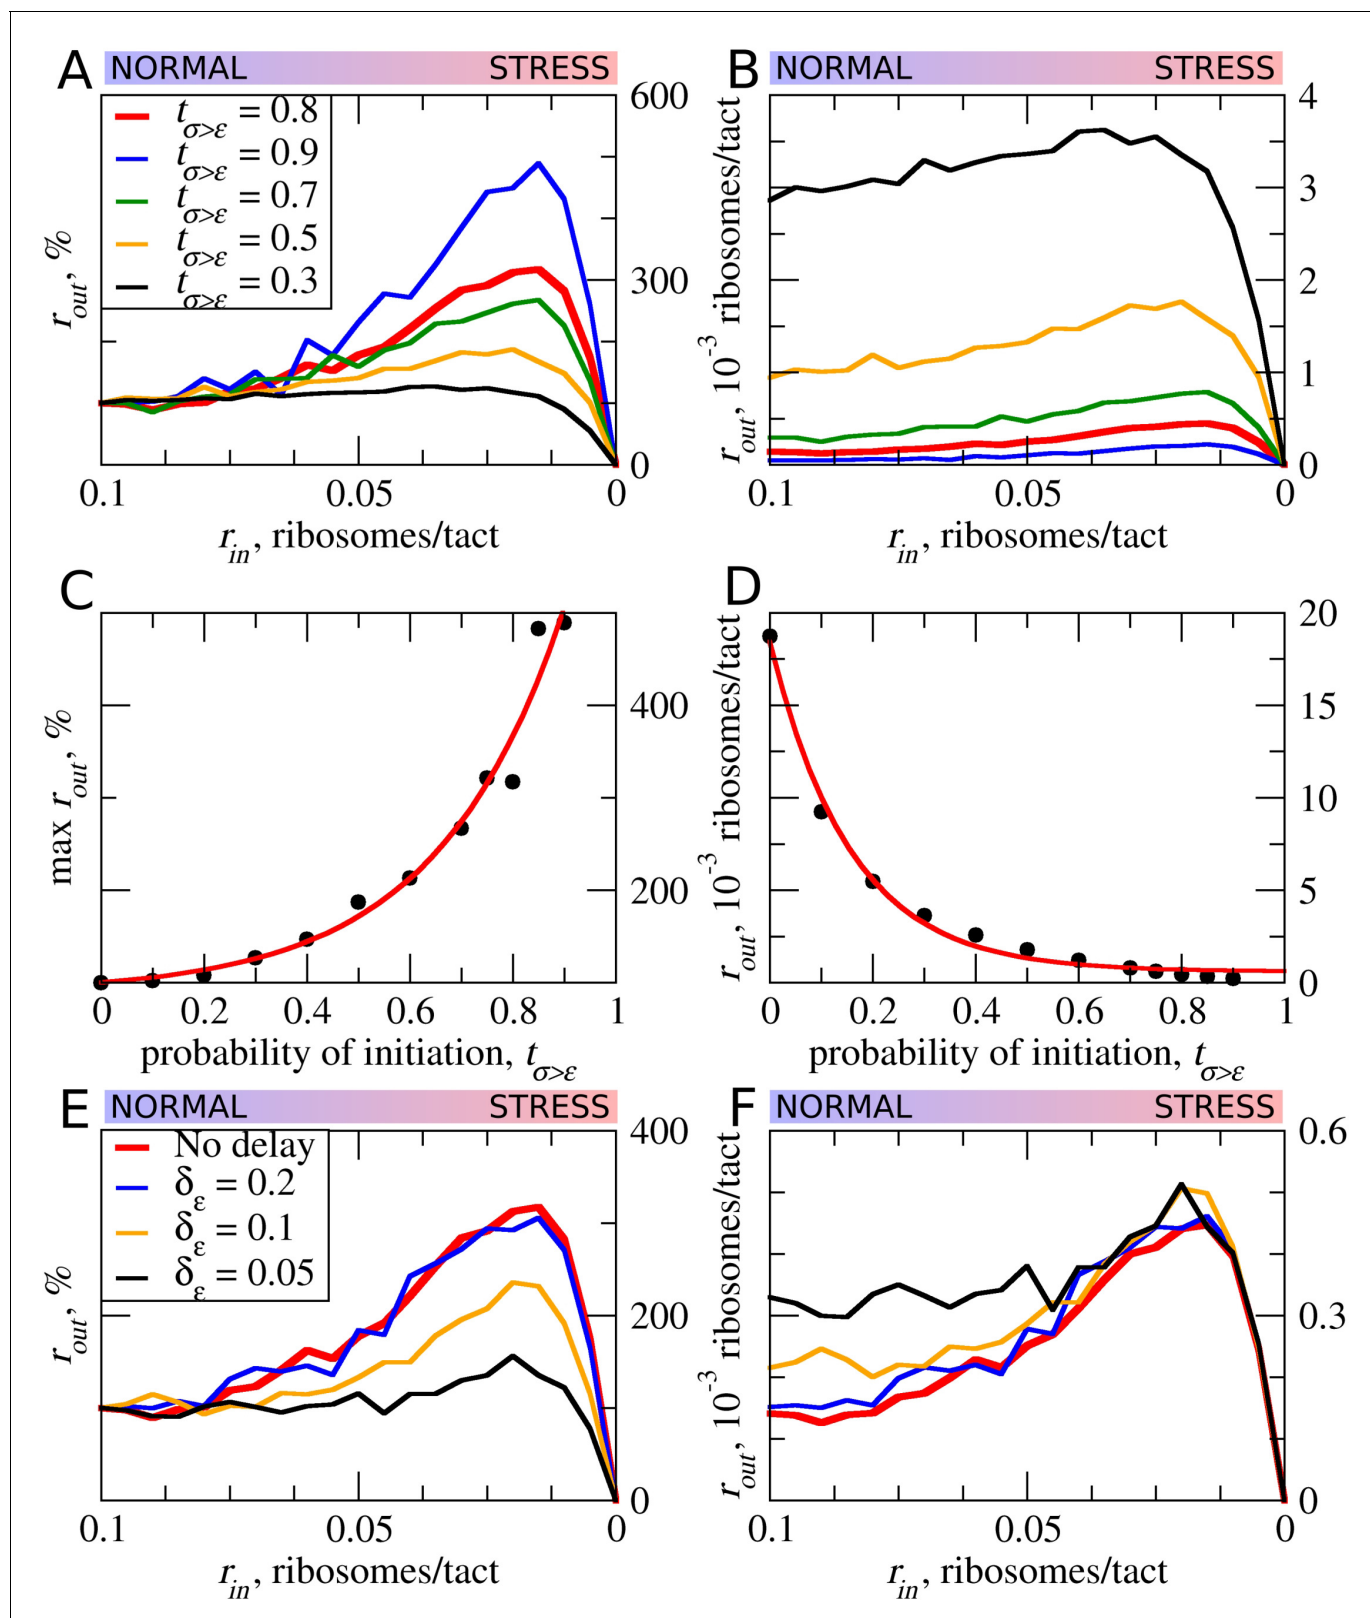 A
NORMAL STRESS
t σ>ε = 0.8
t σ>ε = 0.9
t σ>ε = 0.7
t σ>ε = 0.5
t σ>ε = 0.3
r out, %
600
300
0
0.1 0.05 0
r in, ribosomes/tact
B
NORMAL STRESS
r out, 10⁻³ ribosomes/tact
4
3
2
1
0
0.1 0.05 0
r in, ribosomes/tact
C
max r out, %
400
200
0 0.2 0.4 0.6 0.8 1
probability of initiation, t σ>ε
D
r out, 10⁻³ ribosomes/tact
20
15
10
5
0
0 0.2 0.4 0.6 0.8 1
probability of initiation, t σ>ε
E
NORMAL STRESS
No delay
δ ε = 0.2
δ ε = 0.1
δ ε = 0.05
r out, %
400
200
0
0.1 0.05 0
r in, ribosomes/tact
F
NORMAL STRESS
r out, 10⁻³ ribosomes/tact
0.6
0.3
0
0.1 0.05 0
r in, ribosomes/tact